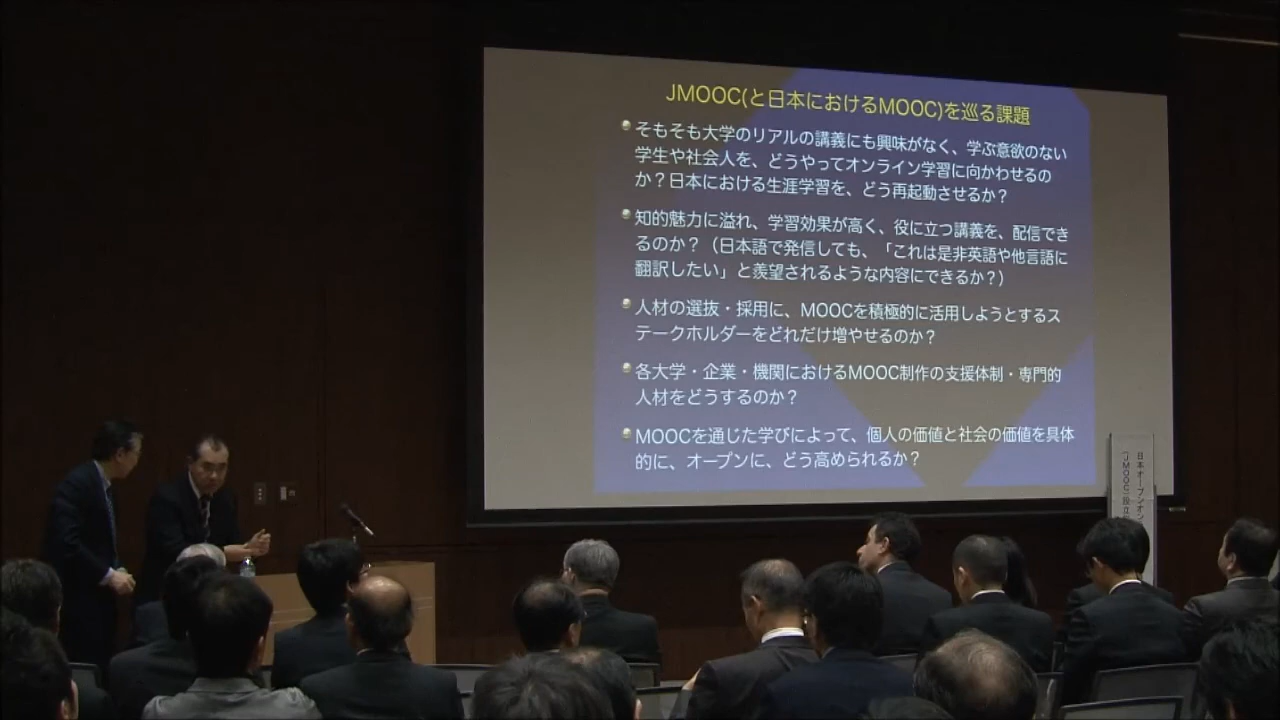 JMOOC(と日本におけるMOOC)を巡る課題
そもそも大学のリアルの講義にも興味がなく、学ぶ意欲のない
学生や社会人を、どうやってオンライン学習に向かわせるの
か？日本における生涯学習を、どう再起動させるか？
知的魅力に溢れ、学習効果が高く、役に立つ講義を、配信でき
るのか？（日本語で発信しても、「これは是非英語や他言語に
翻訳したい」と羨望されるような内容にできるか？）
人材の選抜・採用に、MOOCを積極的に活用しようとするス
テークホルダーをどれだけ増やせるのか？
各大学・企業・機関におけるMOOC制作の支援体制・専門的
人材をどうするのか？
MOOCを通じた学びによって、個人の価値と社会の価値を具体
的に、オープンに、どう高められるか？
日本オープンオン
（JMOOC）設立